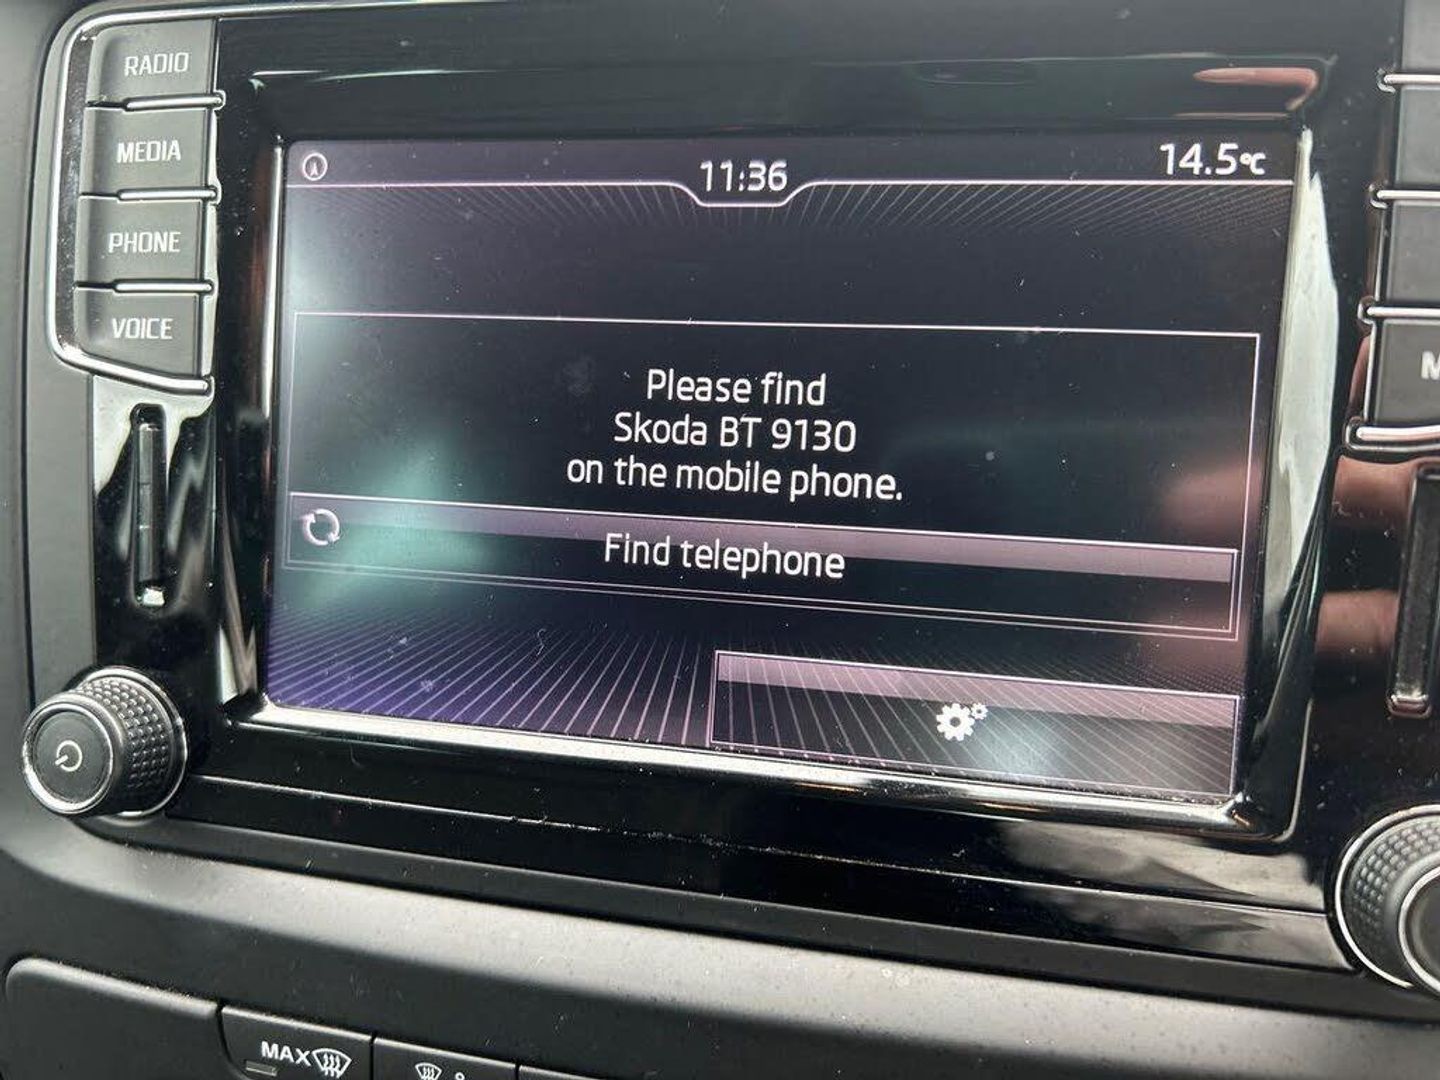 RADIO
MEDIA
PHONE
VOICE
11:36
14.5°C
Please find
Skoda BT 9130
on the mobile phone.
Find telephone
MAX